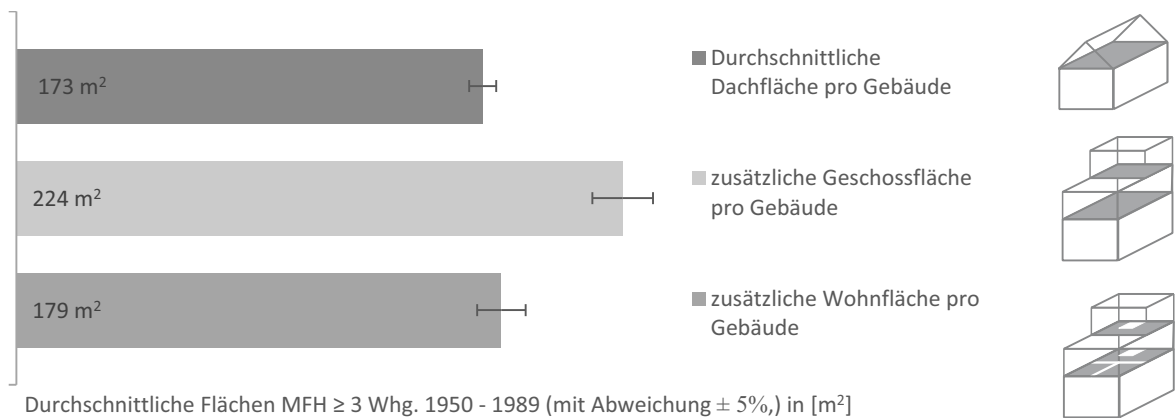 173 m²
Durchschnittliche
Dachfläche pro Gebäude
224 m²
zusätzliche Geschossfläche
pro Gebäude
179 m²
zusätzliche Wohnfläche pro
Gebäude
Durchschnittliche Flächen MFH ≥ 3 Whg. 1950 - 1989 (mit Abweichung ± 5%,) in [m²]